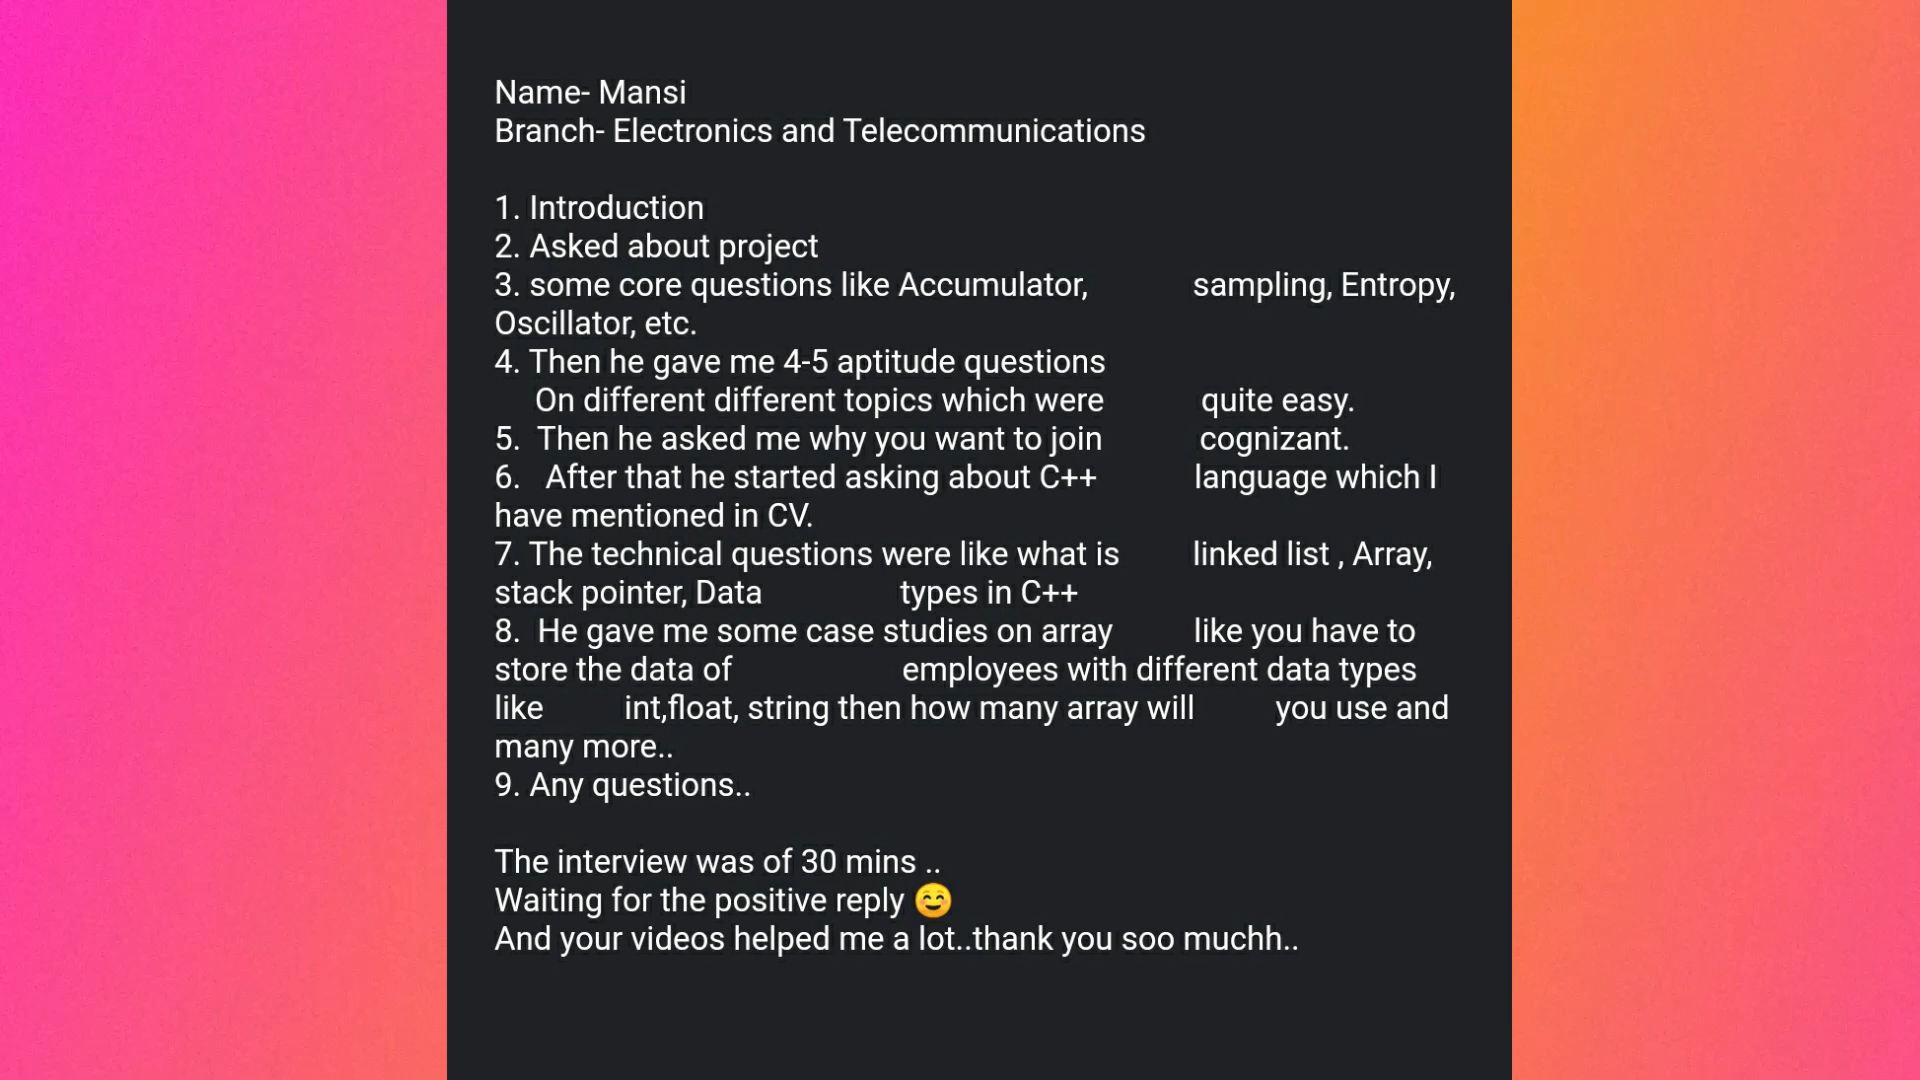 Name- Mansi
Branch- Electronics and Telecommunications
1. Introduction
2. Asked about project
3. some core questions like Accumulator, sampling, Entropy,
Oscillator, etc.
4. Then he gave me 4-5 aptitude questions
On different different topics which were quite easy.
5. Then he asked me why you want to join cognizant.
6. After that he started asking about C++ language which I
have mentioned in CV.
7. The technical questions were like what is linked list , Array,
stack pointer, Data types in C++
8. He gave me some case studies on array like you have to
store the data of employees with different data types
like int,float, string then how many array will you use and
many more..
9. Any questions..
The interview was of 30 mins ..
Waiting for the positive reply ☺️
And your videos helped me a lot..thank you soo muchh..